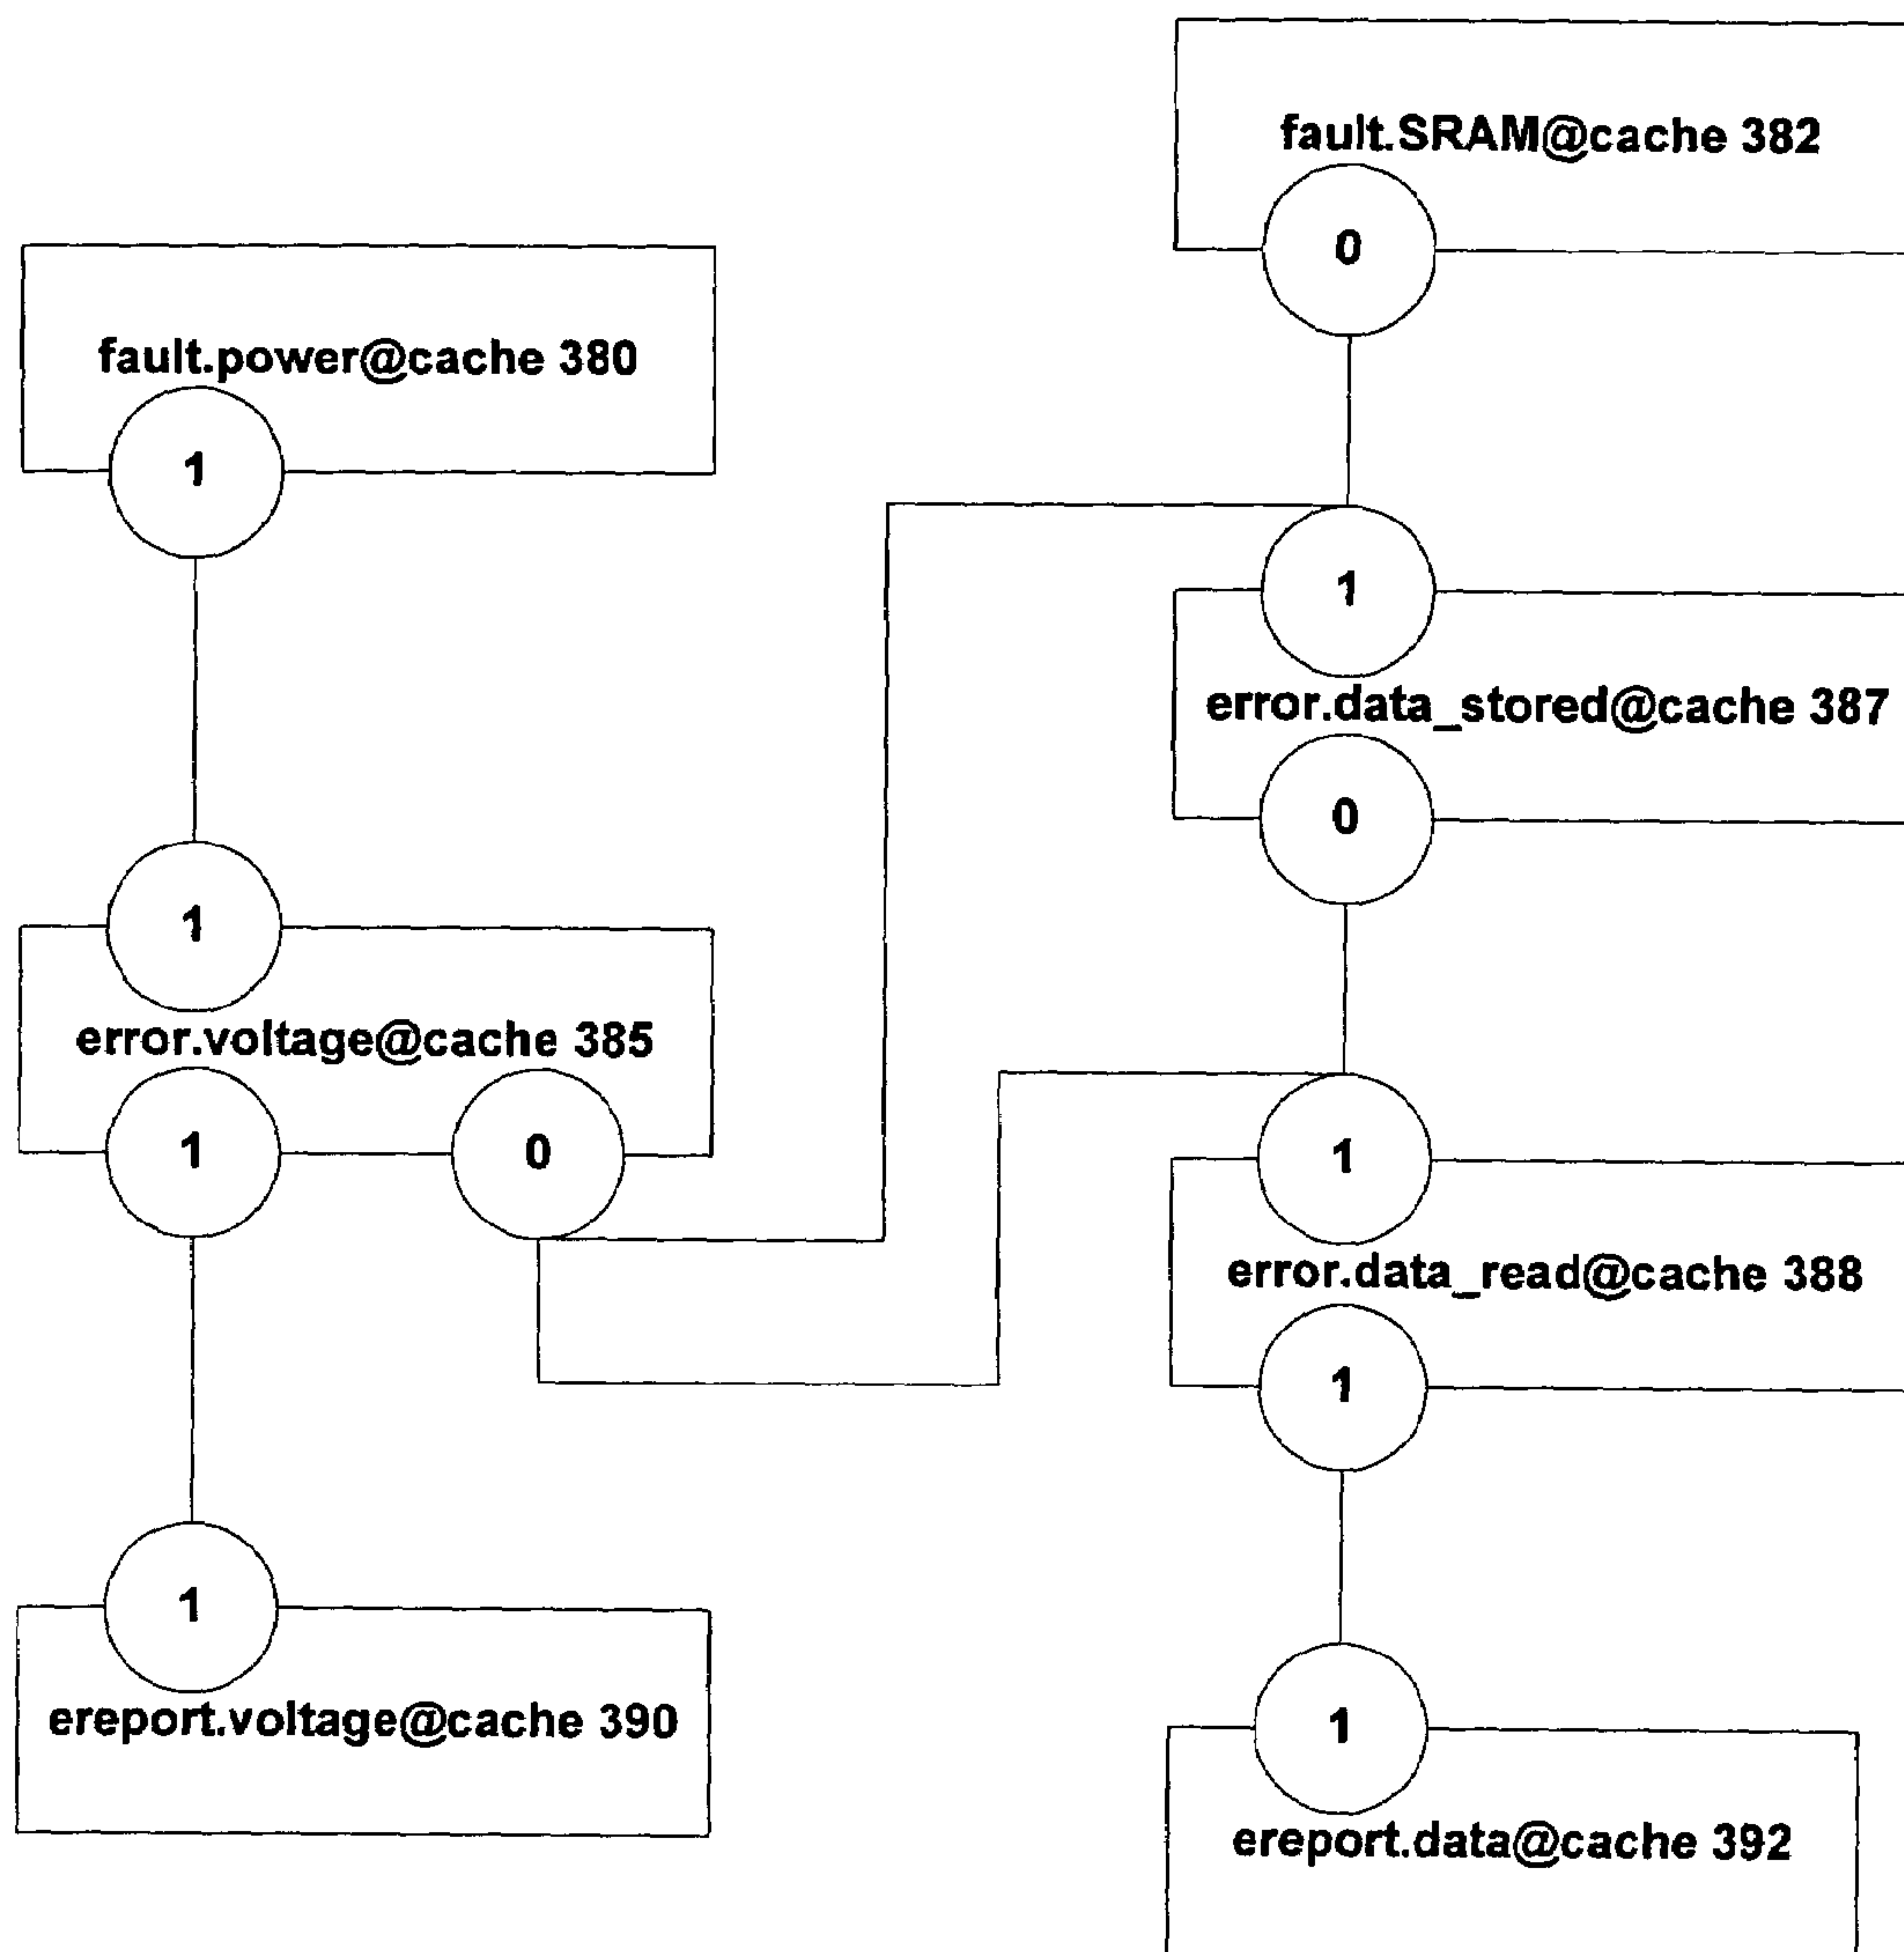 fault.SRAM@cache 382
0
fault.power@cache 380
1
1
error.data_stored@cache 387
0
1
error.voltage@cache 385
1
0
1
error.data_read@cache 388
1
1
ereport.voltage@cache 390
1
ereport.data@cache 392